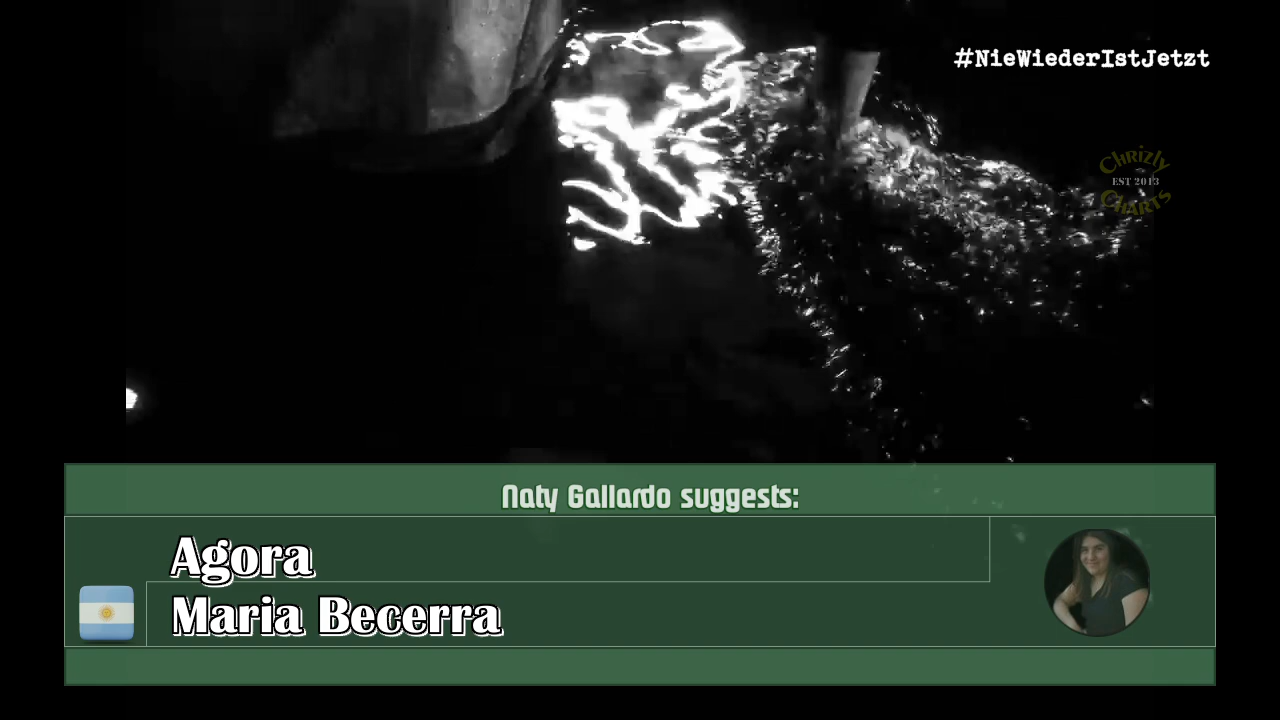 #NieWiederIstJetzt
Chrizly
EST 2013
Charts
Naty Gallardo suggests:
Agora
Maria Becerra